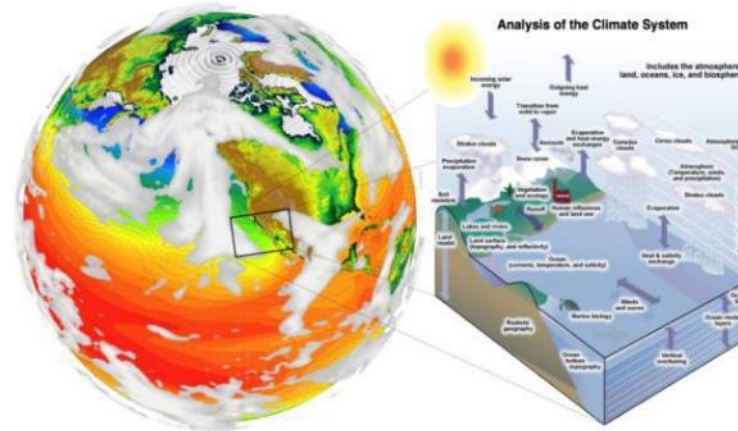 Analysis of the Climate System
Includes the atmosphere,
land, oceans, ice, and biosphere
Incoming solar
energy
Outgoing heat
energy
Transition from
solid to vapor
Evaporative
and heat energy
exchanges
Stratus clouds
Cumulus
clouds
Cirrus clouds
Atmosphere
Precipitation
evaporation
Snow cover
Atmosphere
(Temperature, winds,
and precipitation)
Stratus clouds
Soil
moisture
Vegetation
and ecology
Human influences
and land use
Runoff
Evaporation
Lakes and rivers
Land
model
Land surface
(topography, and reflectivity)
Ocean
(currents, temperature, and salinity)
Heat & salinity
exchange
Winds
and waves
Marine biology
Realistic
geography
Ocean
bottom
topography
Ocean model
layers
Vertical
overturning